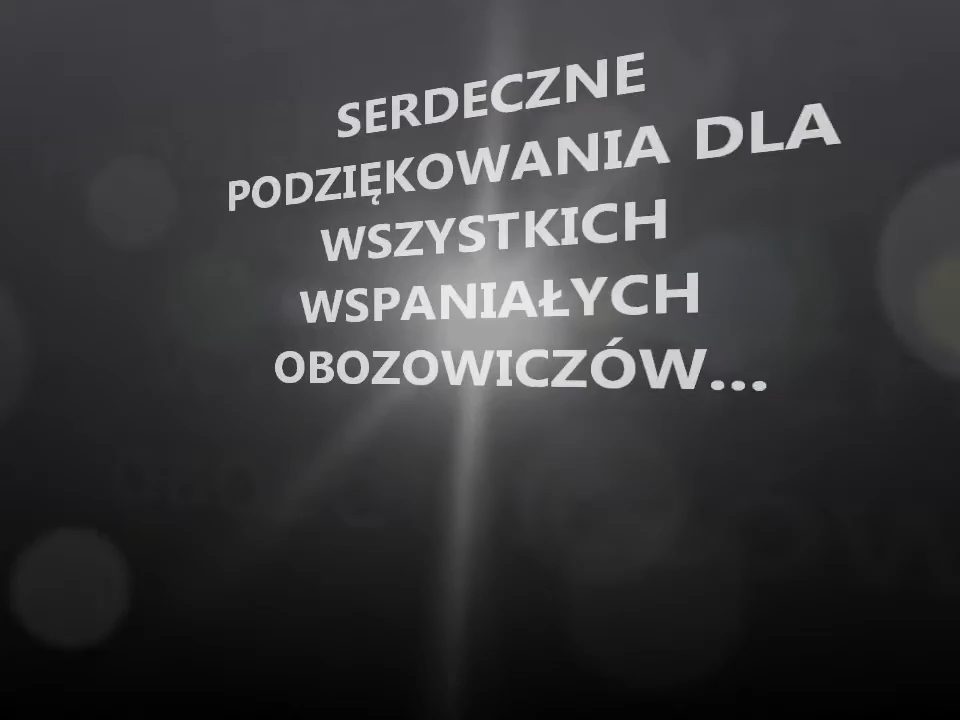 SERDECZNE
PODZIĘKOWANIA DLA
WSZYSTKICH
WSPANIAŁYCH
OBOZOWICZÓW...